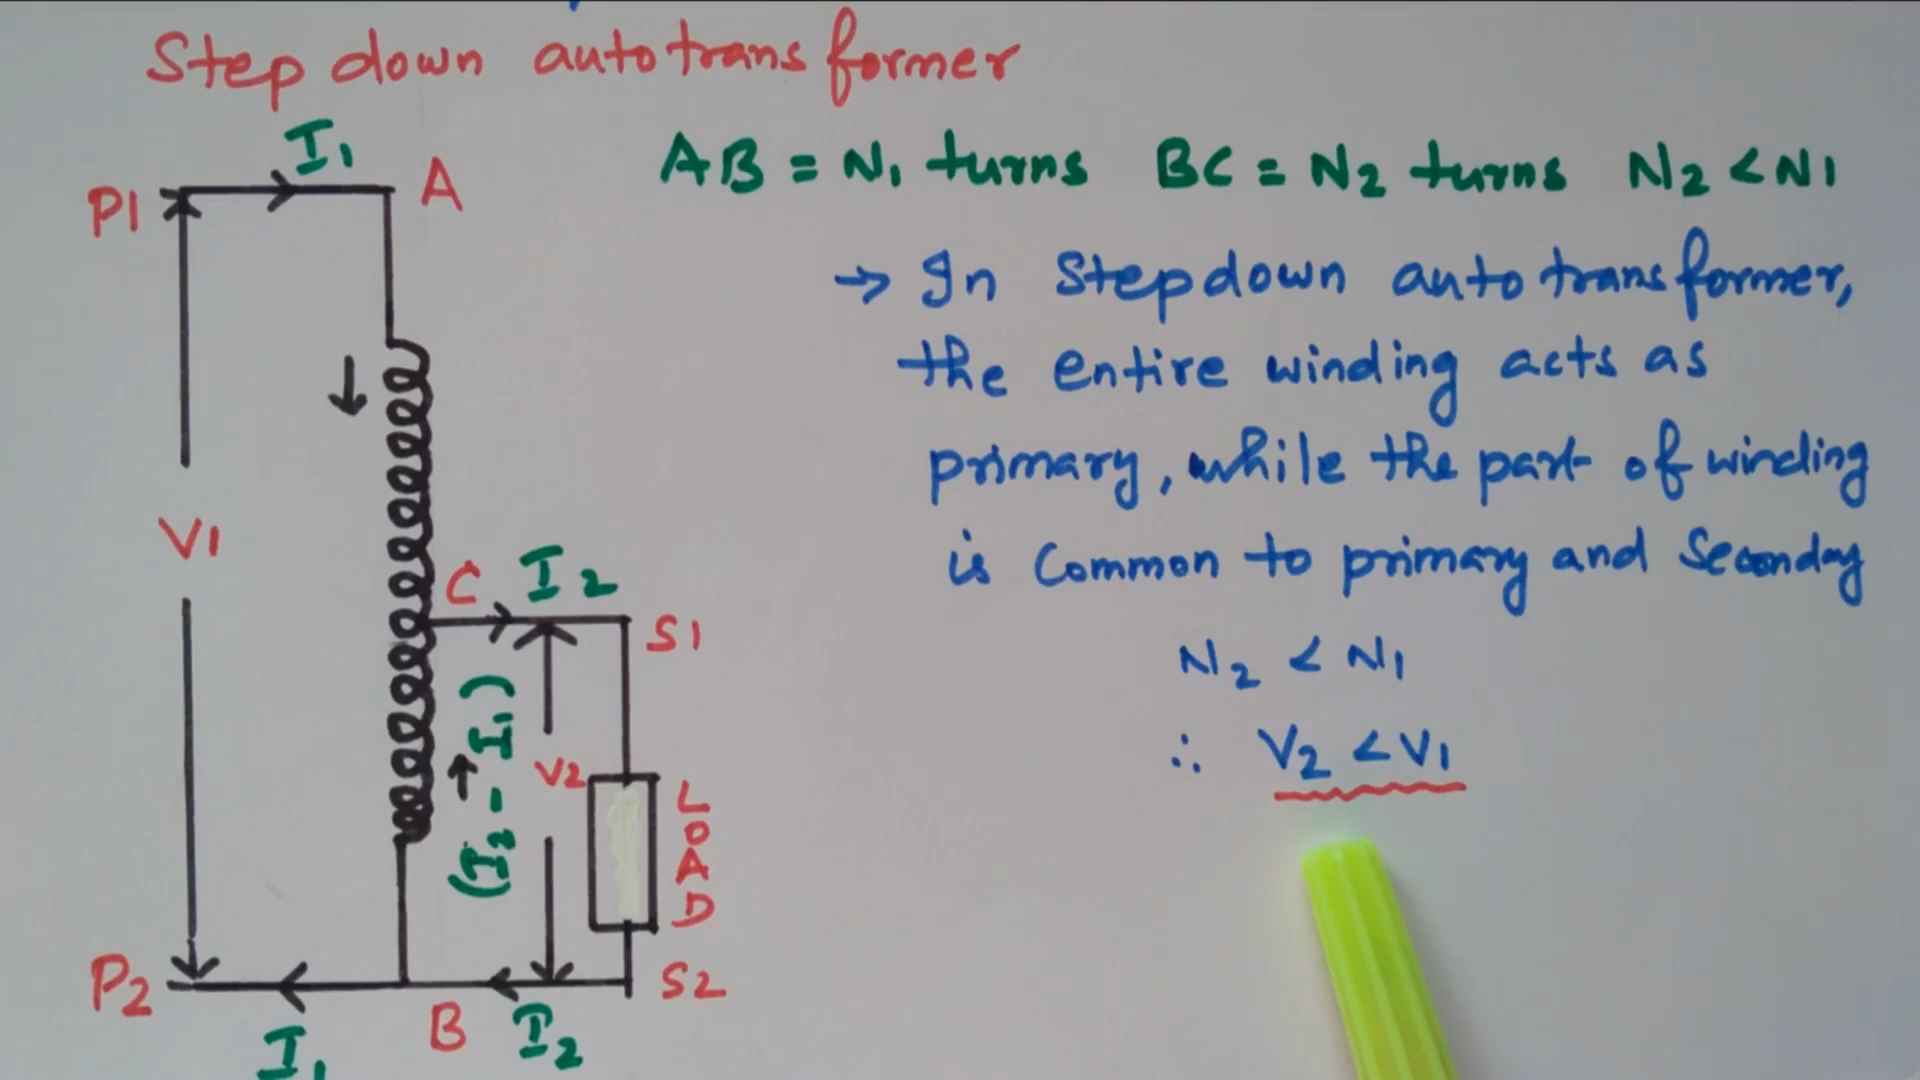 Step down autotransformer
AB = N1 turns BC = N2 turns N2 < N1
→ In Stepdown autotransformer,
the entire winding acts as
primary, while the part of winding
is Common to primary and Seconday
N2 < N1
∴ V2 < V1
I1
P1
A
V1
C
I2
S1
(I2 - I1)
V2
LOAD
P2
B
S2
I1
I2